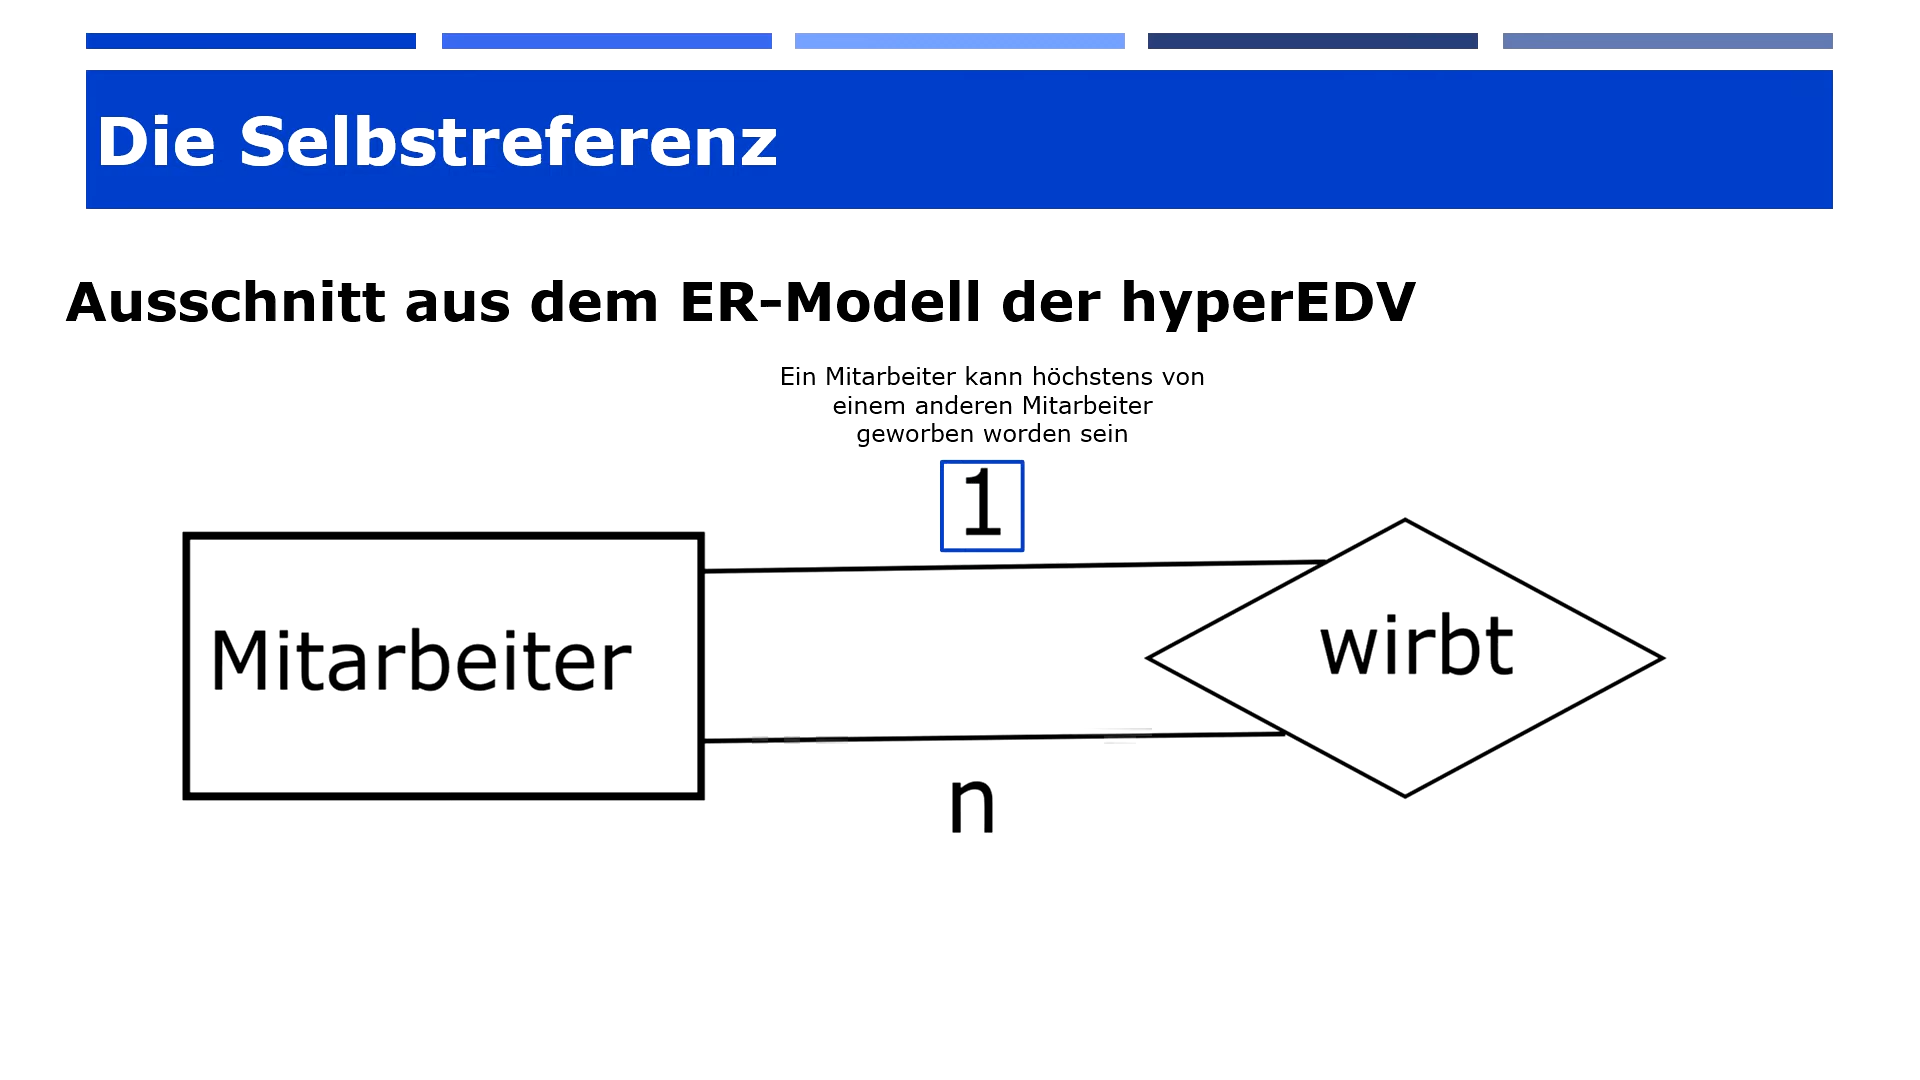 Die Selbstreferenz
Ausschnitt aus dem ER-Modell der hyperEDV
Ein Mitarbeiter kann höchstens von
einem anderen Mitarbeiter
geworben worden sein
1
Mitarbeiter
wirbt
n